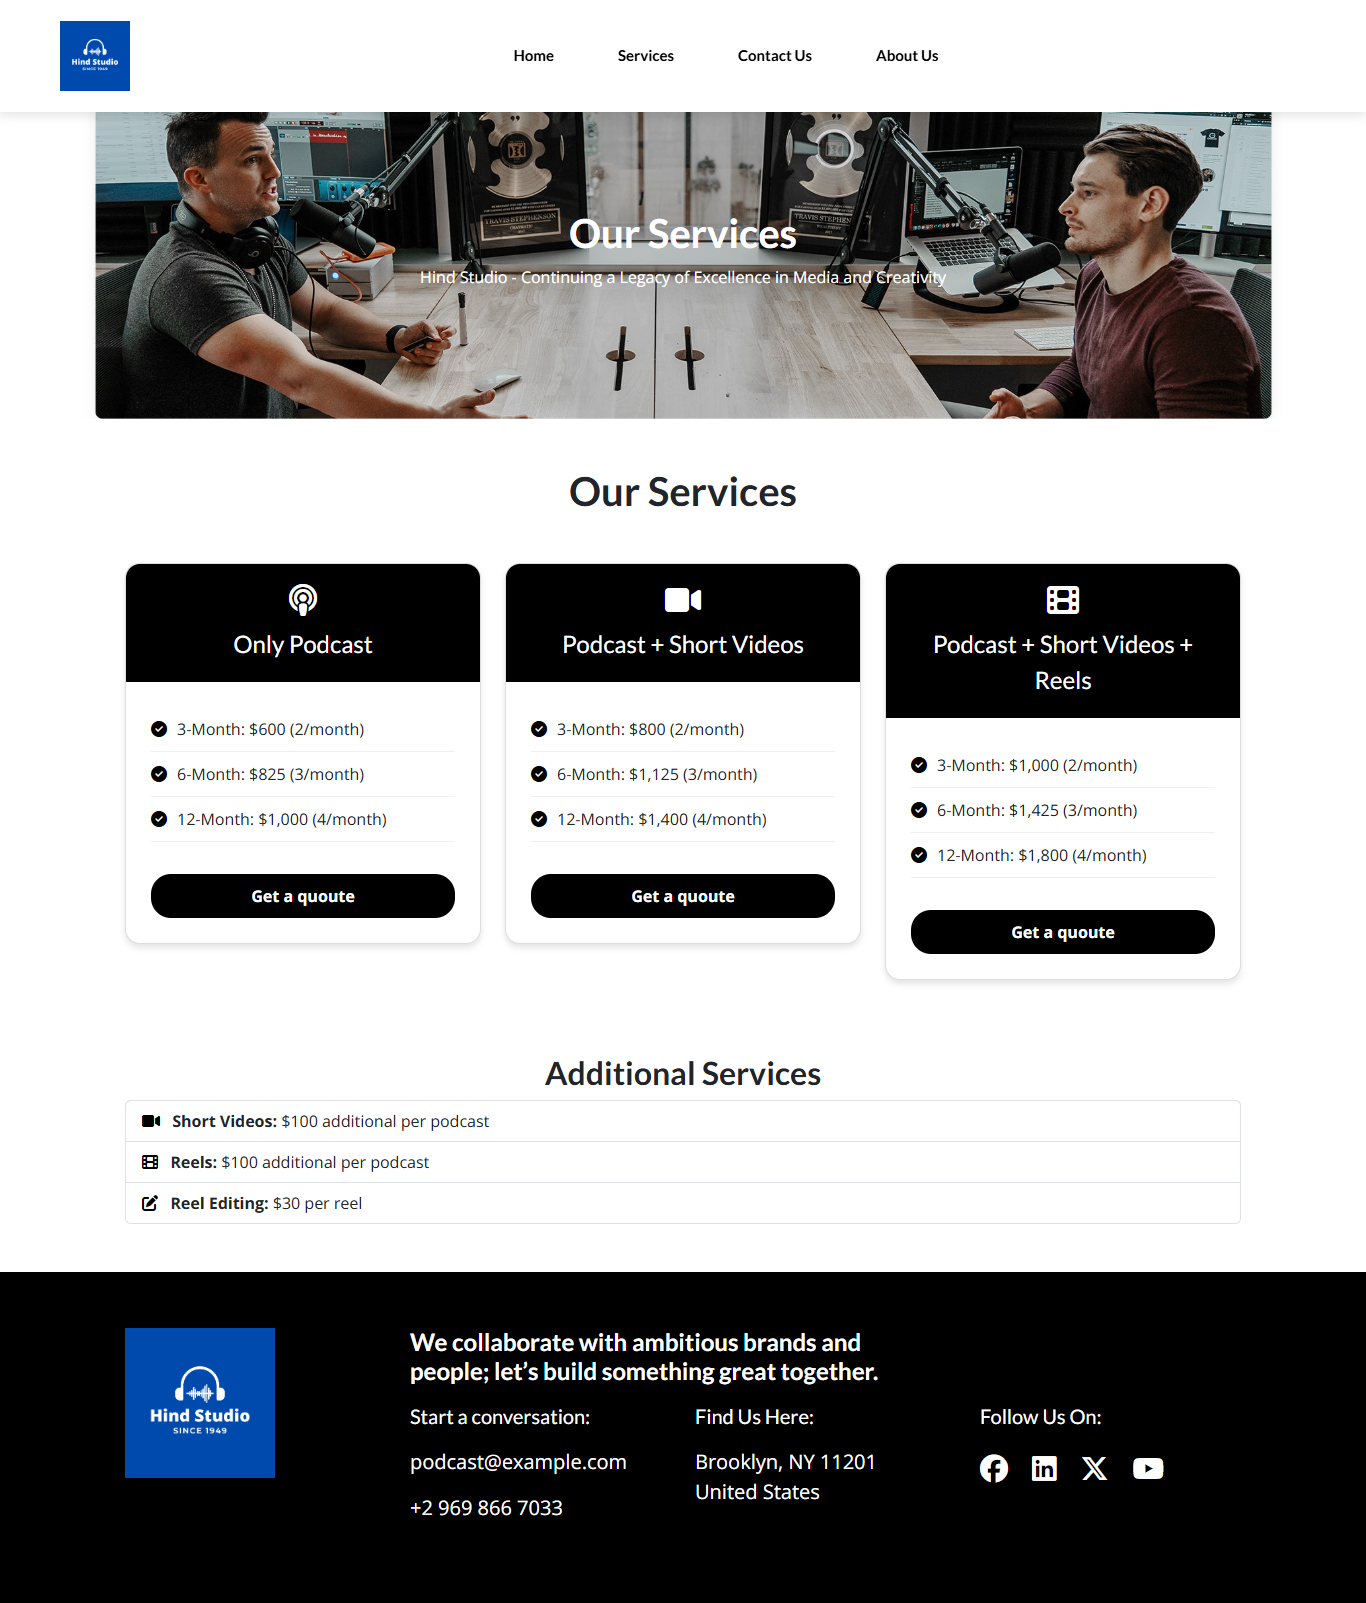 Hind Studio
SINCE 1949
Home
Services
Contact Us
About Us
TRAVIS STEPHENSON
TRAVIS STEPHEN
Our Services
Hind Studio - Continuing a Legacy of Excellence in Media and Creativity
Our Services
Only Podcast
3-Month: $600 (2/month)
6-Month: $825 (3/month)
12-Month: $1,000 (4/month)
Get a quoute
Podcast + Short Videos
3-Month: $800 (2/month)
6-Month: $1,125 (3/month)
12-Month: $1,400 (4/month)
Get a quoute
Podcast + Short Videos +
Reels
3-Month: $1,000 (2/month)
6-Month: $1,425 (3/month)
12-Month: $1,800 (4/month)
Get a quoute
Additional Services
Short Videos: $100 additional per podcast
Reels: $100 additional per podcast
Reel Editing: $30 per reel
Hind Studio
SINCE 1949
We collaborate with ambitious brands and
people; let’s build something great together.
Start a conversation:
podcast@example.com
+2 969 866 7033
Find Us Here:
Brooklyn, NY 11201
United States
Follow Us On: